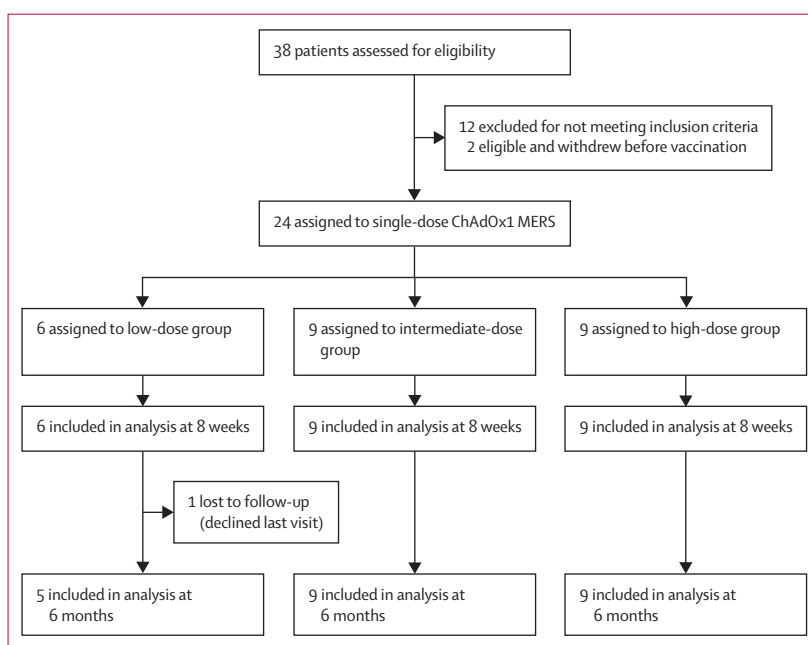 38 patients assessed for eligibility
12 excluded for not meeting inclusion criteria
2 eligible and withdrew before vaccination
24 assigned to single-dose ChAdOx1 MERS
6 assigned to low-dose group
9 assigned to intermediate-dose
group
9 assigned to high-dose group
6 included in analysis at 8 weeks
9 included in analysis at 8 weeks
9 included in analysis at 8 weeks
1 lost to follow-up
(declined last visit)
5 included in analysis at
6 months
9 included in analysis at
6 months
9 included in analysis at
6 months